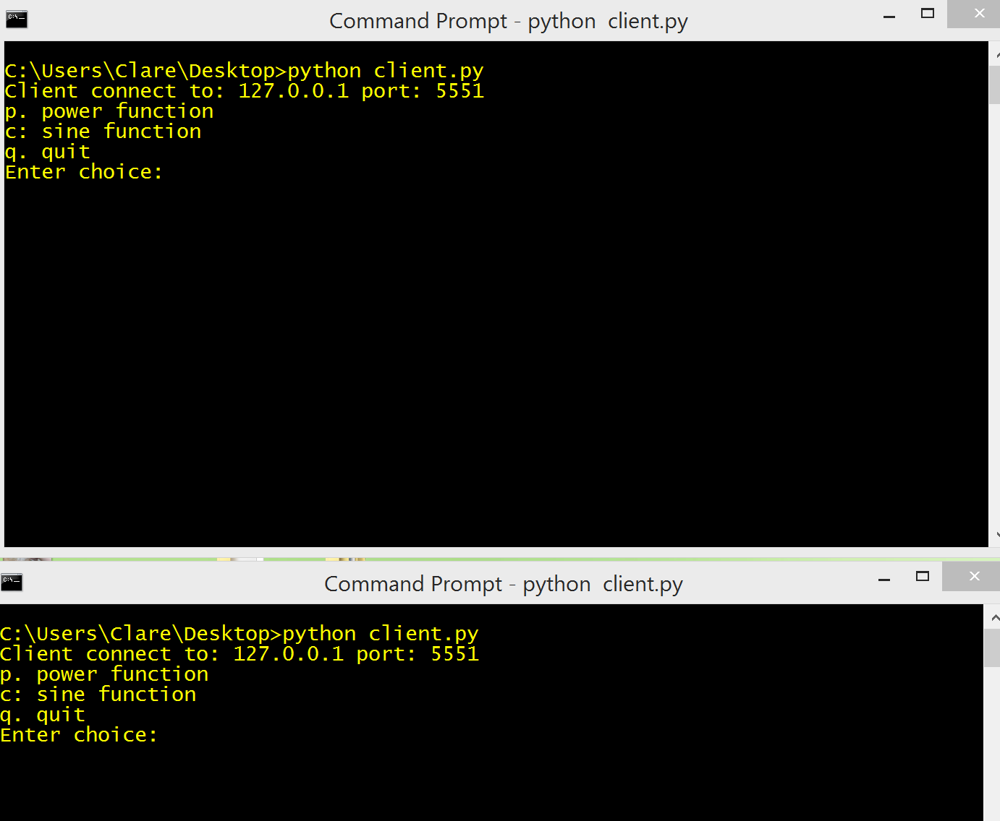 Command Prompt - python  client.py
C:\Users\Clare\Desktop>python client.py
Client connect to: 127.0.0.1 port: 5551
p. power function
c: sine function
q. quit
Enter choice:
Command Prompt - python  client.py
C:\Users\Clare\Desktop>python client.py
Client connect to: 127.0.0.1 port: 5551
p. power function
c: sine function
q. quit
Enter choice: